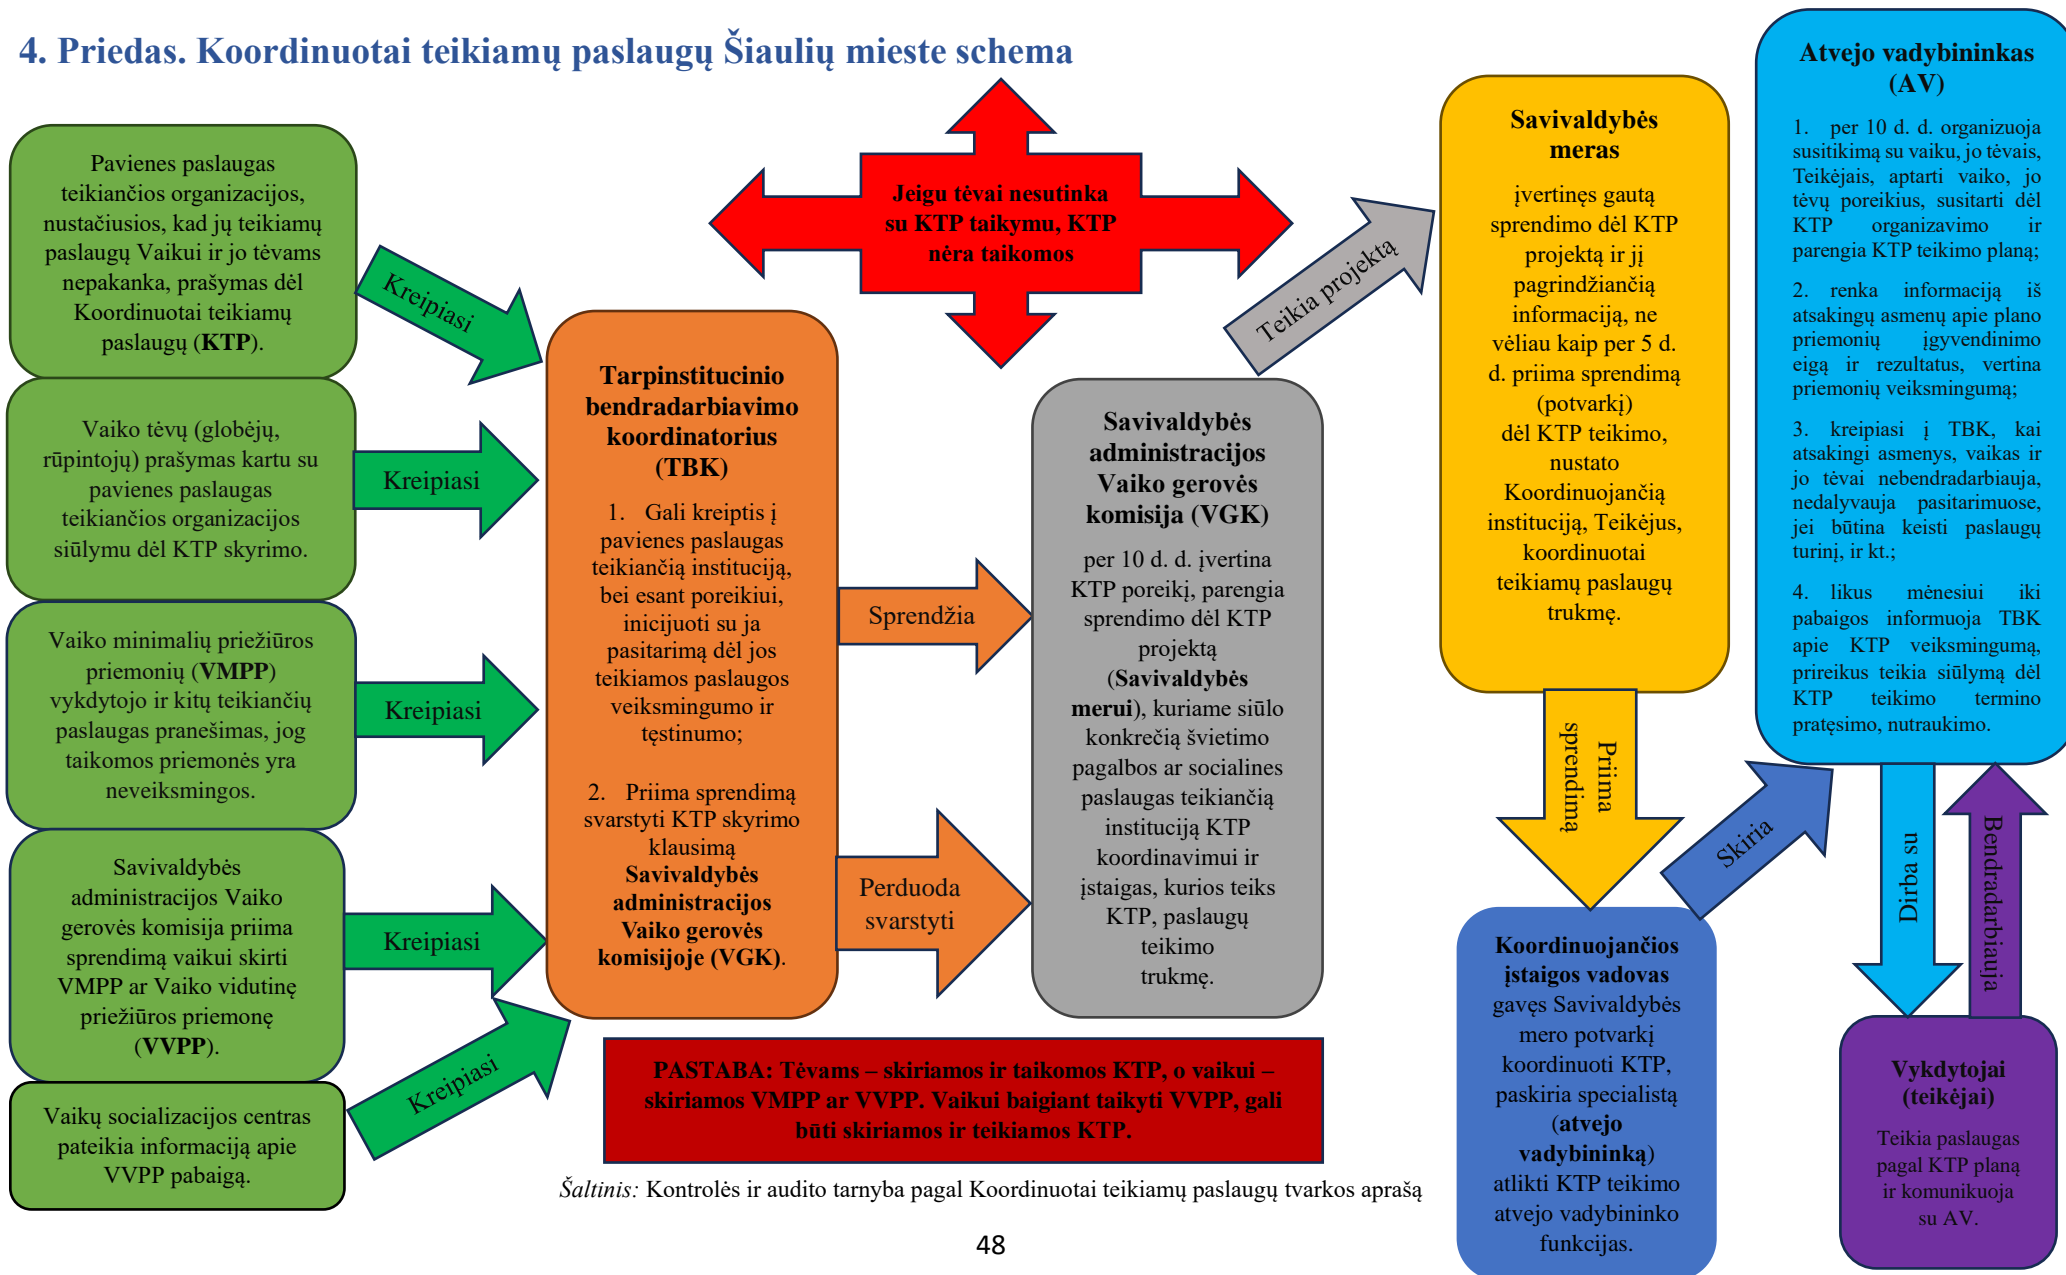 4. Priedas. Koordinuotai teikiamų paslaugų Šiaulių mieste schema
Pavienes paslaugas
teikiančios organizacijos,
nustačiusios, kad jų teikiamų
paslaugų Vaikui ir jo tėvams
nepakanka, prašymas dėl
Koordinuotai teikiamų
paslaugų (KTP).
Vaiko tėvų (globėjų,
rūpintojų) prašymas kartu su
pavienes paslaugas
teikiančios organizacijos
siūlymu dėl KTP skyrimo.
Vaiko minimalių priežiūros
priemonių (VMPP)
vykdytojo ir kitų teikiančių
paslaugas pranešimas, jog
taikomos priemonės yra
neveiksmingos.
Savivaldybės
administracijos Vaiko
gerovės komisija priima
sprendimą vaikui skirti
VMPP ar Vaiko vidutinę
priežiūros priemonę
(VVPP).
Vaikų socializacijos centras
pateikia informaciją apie
VVPP pabaigą.
Kreipiasi
Kreipiasi
Kreipiasi
Kreipiasi
Kreipiasi
Tarpinstitucinio
bendradarbiavimo
koordinatorius
(TBK)
1. Gali kreiptis į
pavienes paslaugas
teikiančią instituciją,
bei esant poreikiui,
inicijuoti su ja
pasitarimą dėl jos
teikiamos paslaugos
veiksmingumo ir
tęstinumo;
2. Priima sprendimą
svarstyti KTP skyrimo
klausimą
Savivaldybės
administracijos
Vaiko gerovės
komisijoje (VGK).
Jeigu tėvai nesutinka
su KTP taikymu, KTP
nėra taikomos
Sprendžia
Perduoda
svarstyti
Savivaldybės
administracijos
Vaiko gerovės
komisija (VGK)
per 10 d. d. įvertina
KTP poreikį, parengia
sprendimo dėl KTP
projektą
(Savivaldybės
merui), kuriame siūlo
konkrečią švietimo
pagalbos ar socialines
paslaugas teikiančią
instituciją KTP
koordinavimui ir
įstaigas, kurios teiks
KTP, paslaugų
teikimo
trukmę.
Teikia projektą
Savivaldybės
meras
įvertinęs gautą
sprendimo dėl KTP
projektą ir jį
pagrindžiančią
informaciją, ne
vėliau kaip per 5 d.
d. priima sprendimą
(potvarkį)
dėl KTP teikimo,
nustato
Koordinuojančią
instituciją, Teikėjus,
koordinuotai
teikiamų paslaugų
trukmę.
Priima
sprendimą
Koordinuojančios
įstaigos vadovas
gavęs Savivaldybės
mero potvarkį
koordinuoti KTP,
paskiria specialistą
(atvejo
vadybininką)
atlikti KTP teikimo
atvejo vadybininko
funkcijas.
Skiria
Atvejo vadybininkas
(AV)
1. per 10 d. d. organizuoja
susitikimą su vaiku, jo tėvais,
Teikėjais, aptarti vaiko, jo
tėvų poreikius, susitarti dėl
KTP organizavimo ir
parengia KTP teikimo planą;
2. renka informaciją iš
atsakingų asmenų apie plano
priemonių įgyvendinimo
eigą ir rezultatus, vertina
priemonių veiksmingumą;
3. kreipiasi į TBK, kai
atsakingi asmenys, vaikas ir
jo tėvai nebendradarbiauja,
nedalyvauja pasitarimuose,
jei būtina keisti paslaugų
turinį, ir kt.;
4. likus mėnesiui iki
pabaigos informuoja TBK
apie KTP veiksmingumą,
prireikus teikia siūlymą dėl
KTP teikimo termino
pratęsimo, nutraukimo.
Dirba su
Bendradarbiauja
Vykdytojai
(teikėjai)
Teikia paslaugas
pagal KTP planą
ir komunikuoja
su AV.
PASTABA: Tėvams – skiriamos ir taikomos KTP, o vaikui –
skiriamos VMPP ar VVPP. Vaikui baigiant taikyti VVPP, gali
būti skiriamos ir teikiamos KTP.
Šaltinis: Kontrolės ir audito tarnyba pagal Koordinuotai teikiamų paslaugų tvarkos aprašą
48